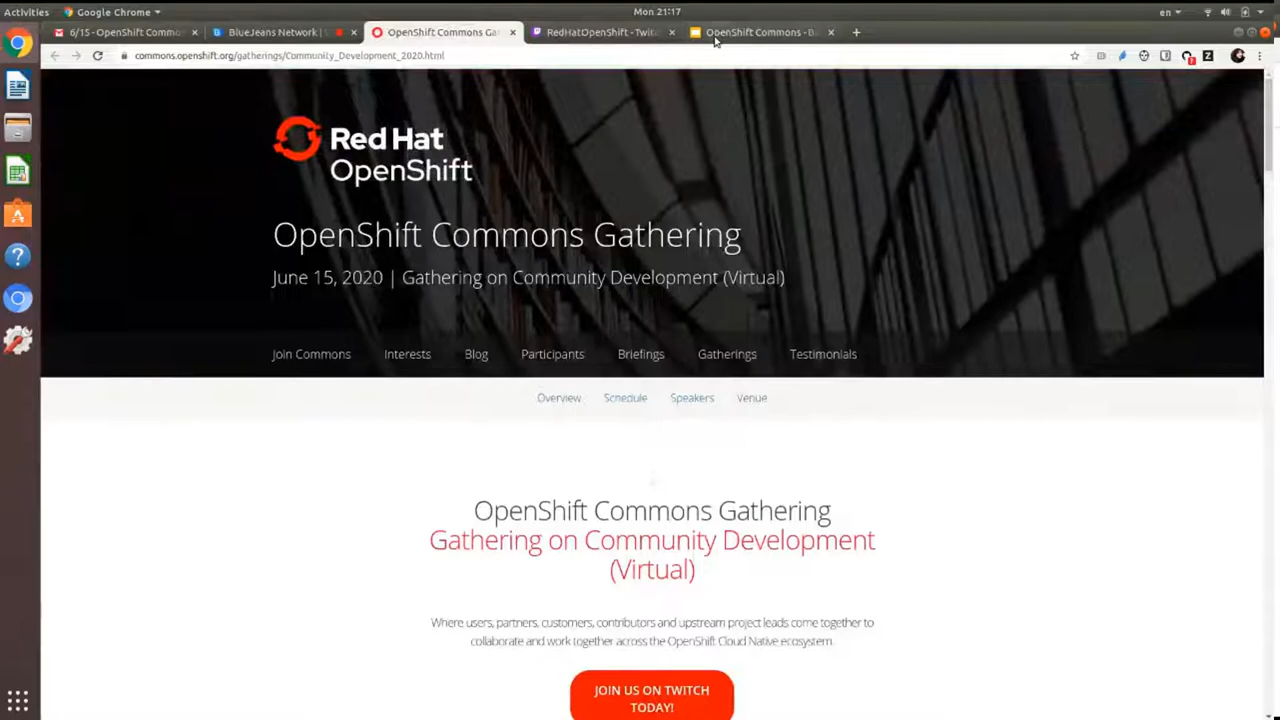 Activities
Google Chrome
Mon 21:17
en
6/15 - OpenShift Commo
BlueJeans Network |
OpenShift Commons Gat
RedHatOpenShift - Twitc
OpenShift Commons - B
commons.openshift.org/gatherings/Community_Development_2020.html
Red Hat
OpenShift
OpenShift Commons Gathering
June 15, 2020 | Gathering on Community Development (Virtual)
Join Commons
Interests
Blog
Participants
Briefings
Gatherings
Testimonials
Overview
Schedule
Speakers
Venue
OpenShift Commons Gathering
Gathering on Community Development
(Virtual)
Where users, partners, customers, contributors and upstream project leads come together to
collaborate and work together across the OpenShift Cloud Native ecosystem.
JOIN US ON TWITCH
TODAY!